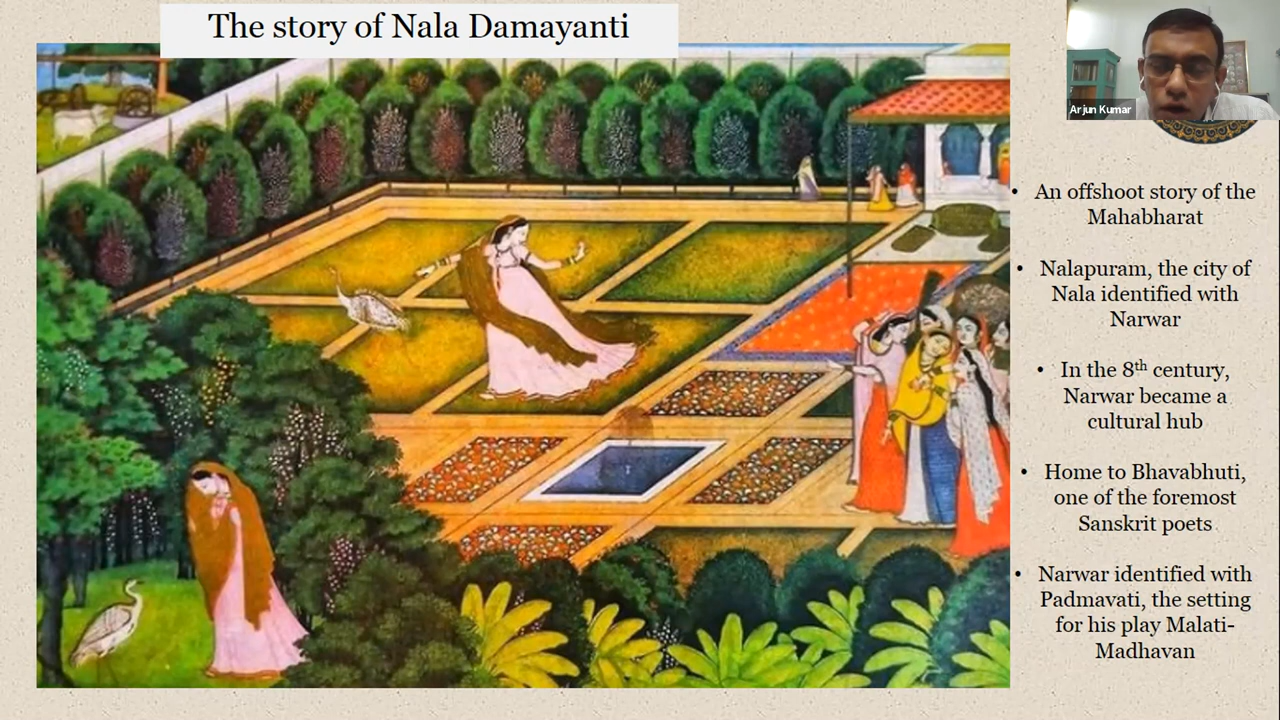 The story of Nala Damayanti
Arjun Kumar
• An offshoot story of the
Mahabharat
• Nalapuram, the city of
Nala identified with
Narwar
• In the 8th century,
Narwar became a
cultural hub
• Home to Bhavabhuti,
one of the foremost
Sanskrit poets
• Narwar identified with
Padmavati, the setting
for his play Malati-
Madhavan